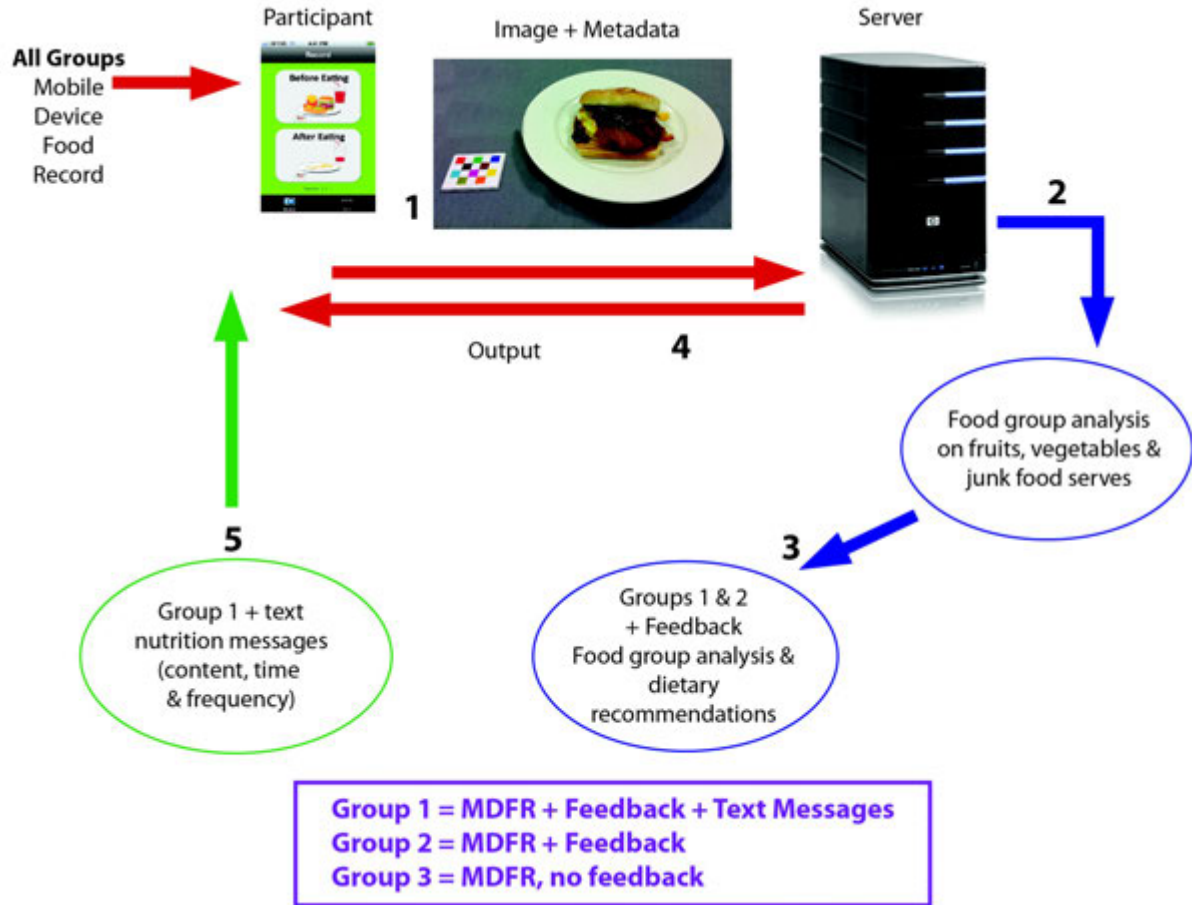 Participant
Image + Metadata
Server
All Groups
Mobile
Device
Food
Record
Record
Before Eating
After Eating
1
2
Output
4
Food group analysis
on fruits, vegetables &
junk food serves
3
5
Group 1 + text
nutrition messages
(content, time
& frequency)
Groups 1 & 2
+ Feedback
Food group analysis &
dietary
recommendations
Group 1 = MDFR + Feedback + Text Messages
Group 2 = MDFR + Feedback
Group 3 = MDFR, no feedback